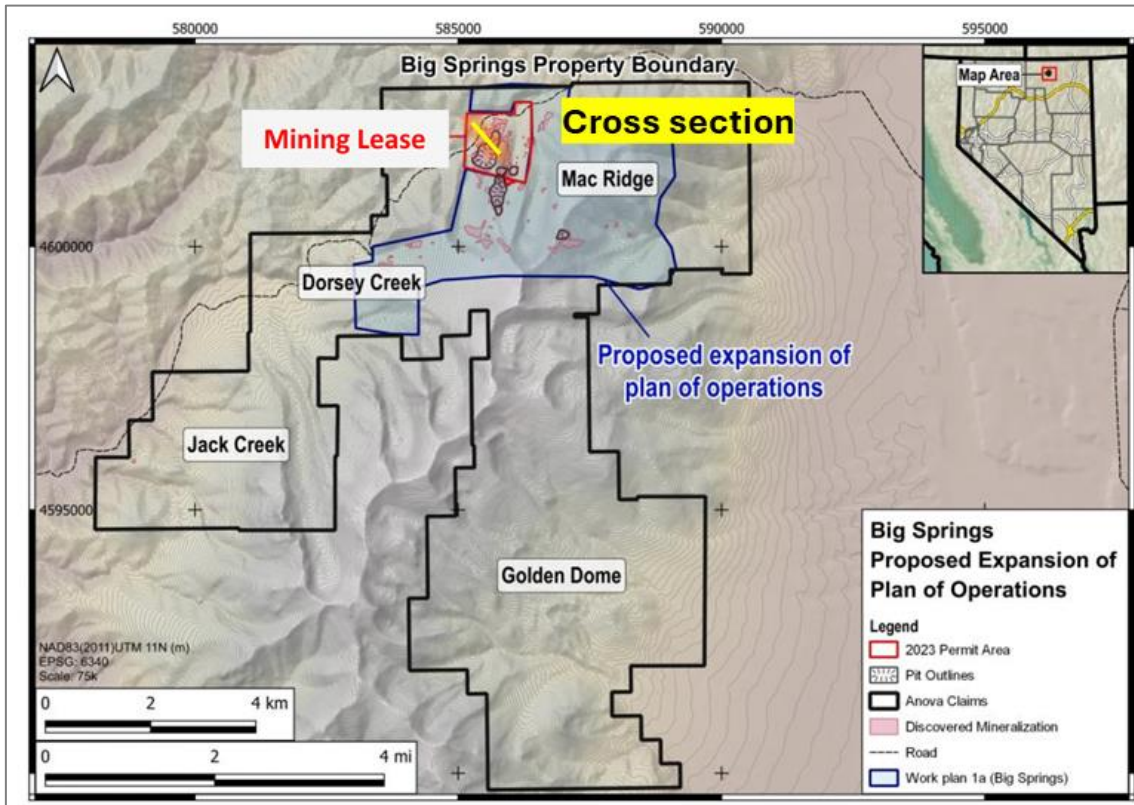 580000
585000
590000
595000
Big Springs Property Boundary
Map Area
Mining Lease
Cross section
Mac Ridge
4600000
Dorsey Creek
Proposed expansion of
plan of operations
Jack Creek
4595000
Golden Dome
Big Springs
Proposed Expansion of
Plan of Operations
Legend
2023 Permit Area
Pit Outlines
Anova Claims
Discovered Mineralization
Road
Work plan 1a (Big Springs)
NAD83(2011)UTM 11N (m)
EPSG: 6340
Scale: 75k
0 2 4 km
0 2 4 mi